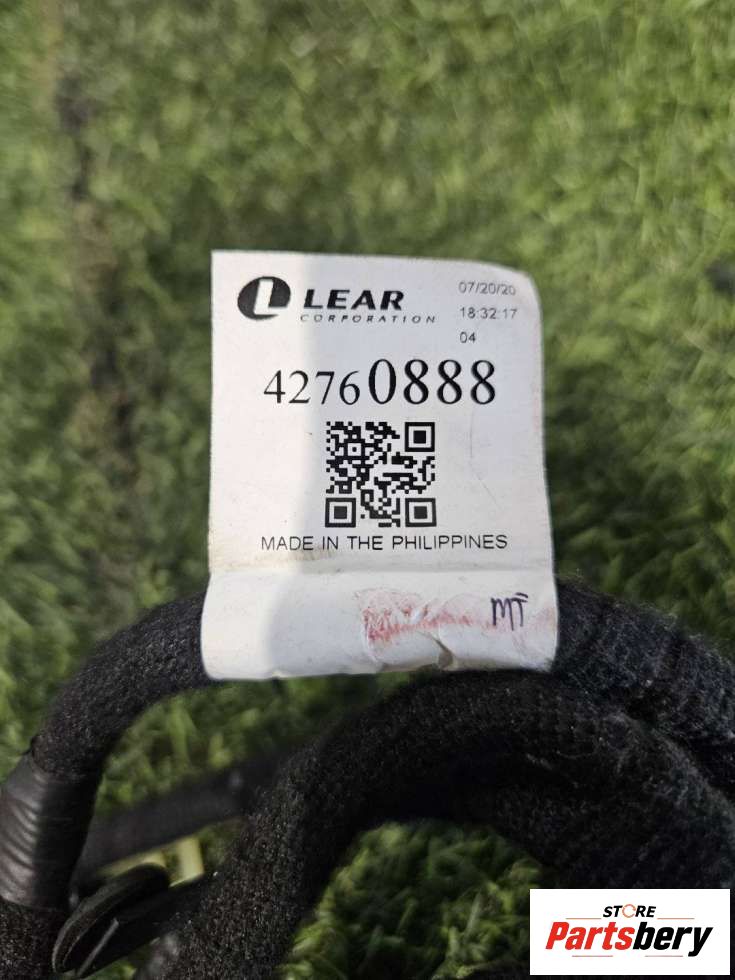 LEAR
CORPORATION
07/20/20
18:32:17
04
42760888
MADE IN THE PHILIPPINES
MT
STORE
Partsbery